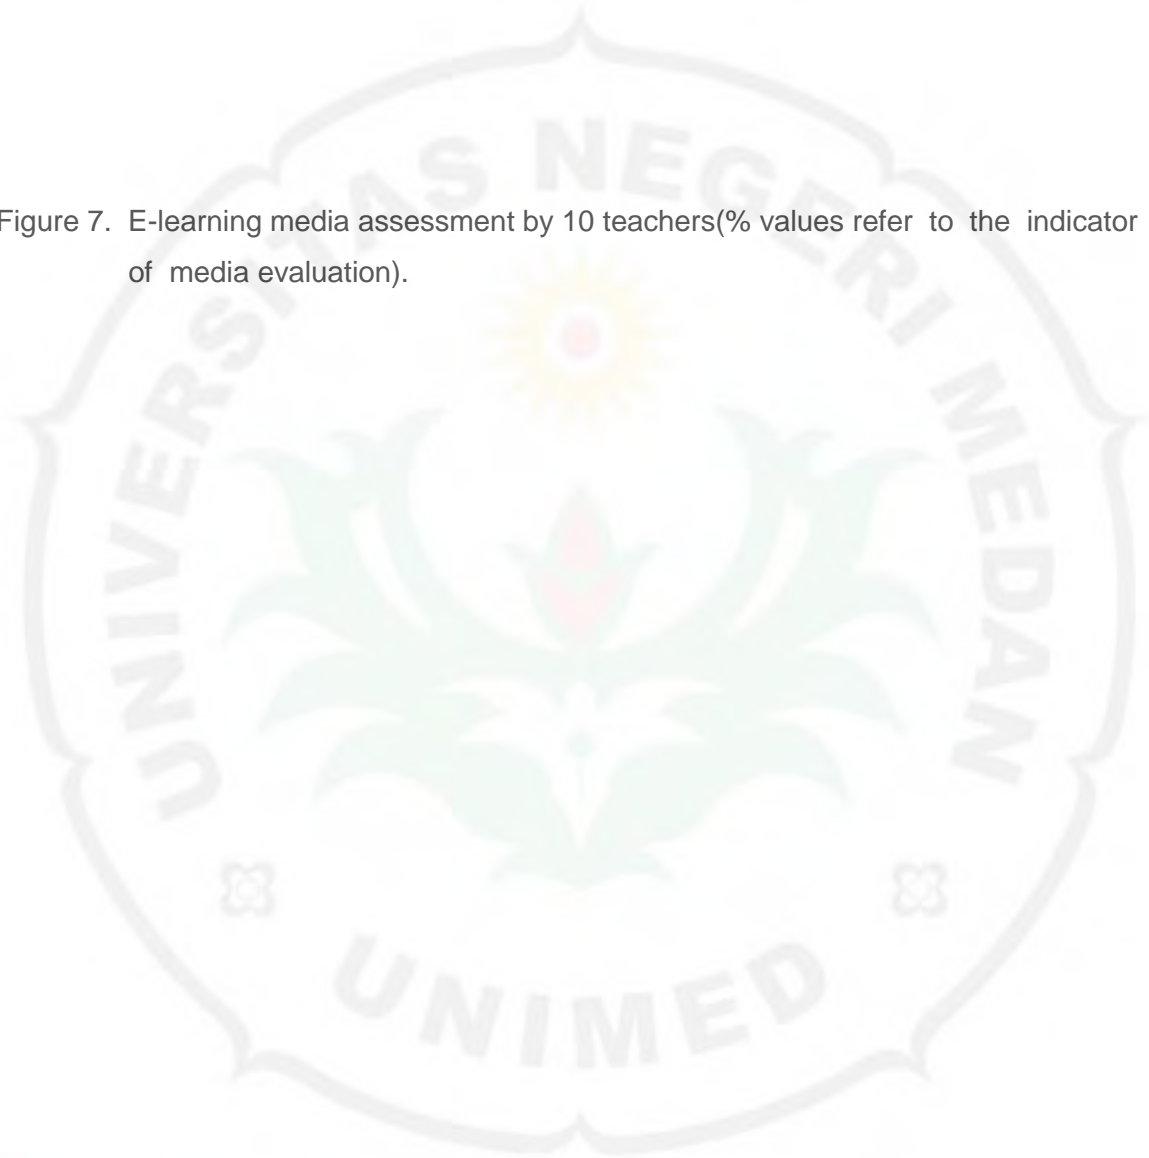 UNIVERSITAS NEGERI MEDAN
Figure 7. E-learning media assessment by 10 teachers(% values refer to the indicator
of media evaluation).
UNIMED